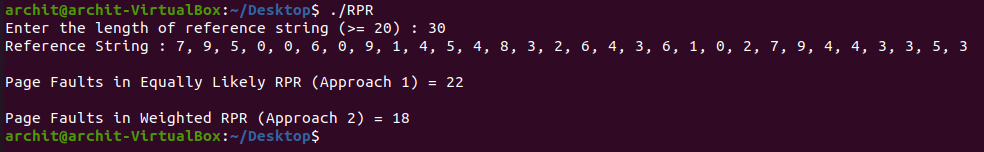 archit@archit-VirtualBox:~/Desktop$ ./RPR
Enter the length of reference string (>= 20) : 30
Reference String : 7, 9, 5, 0, 0, 6, 0, 9, 1, 4, 5, 4, 8, 3, 2, 6, 4, 3, 6, 1, 0, 2, 7, 9, 4, 4, 3, 3, 5, 3
Page Faults in Equally Likely RPR (Approach 1) = 22
Page Faults in Weighted RPR (Approach 2) = 18
archit@archit-VirtualBox:~/Desktop$